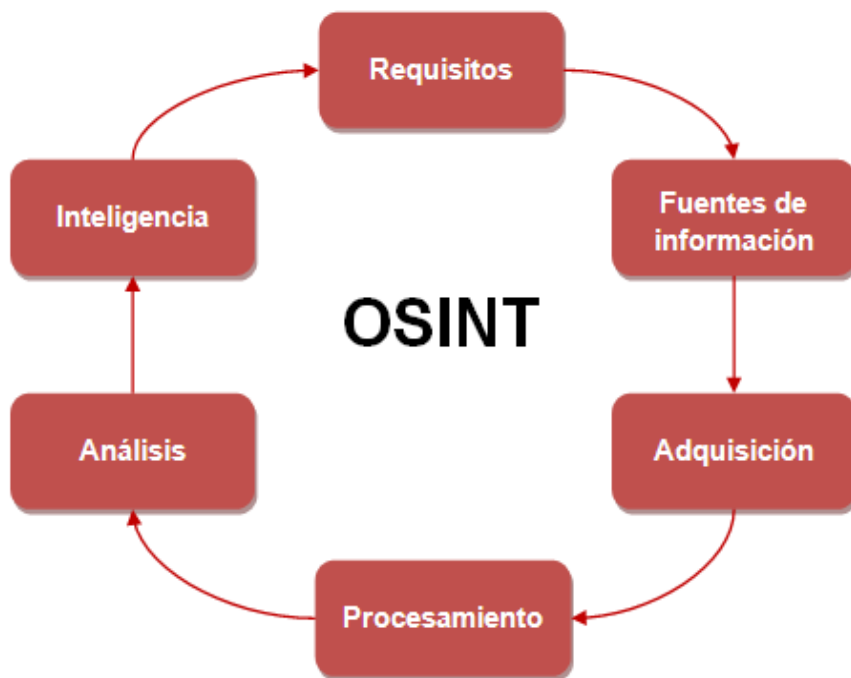 Requisitos
Fuentes de
información
Adquisición
Procesamiento
Análisis
Inteligencia
OSINT